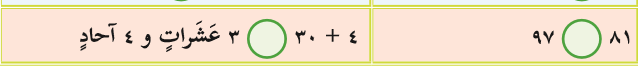 ٨١ ◯ ٩٧
٤ + ٣٠ ◯ ٣ عَشَراتٍ و ٤ آحادٍ